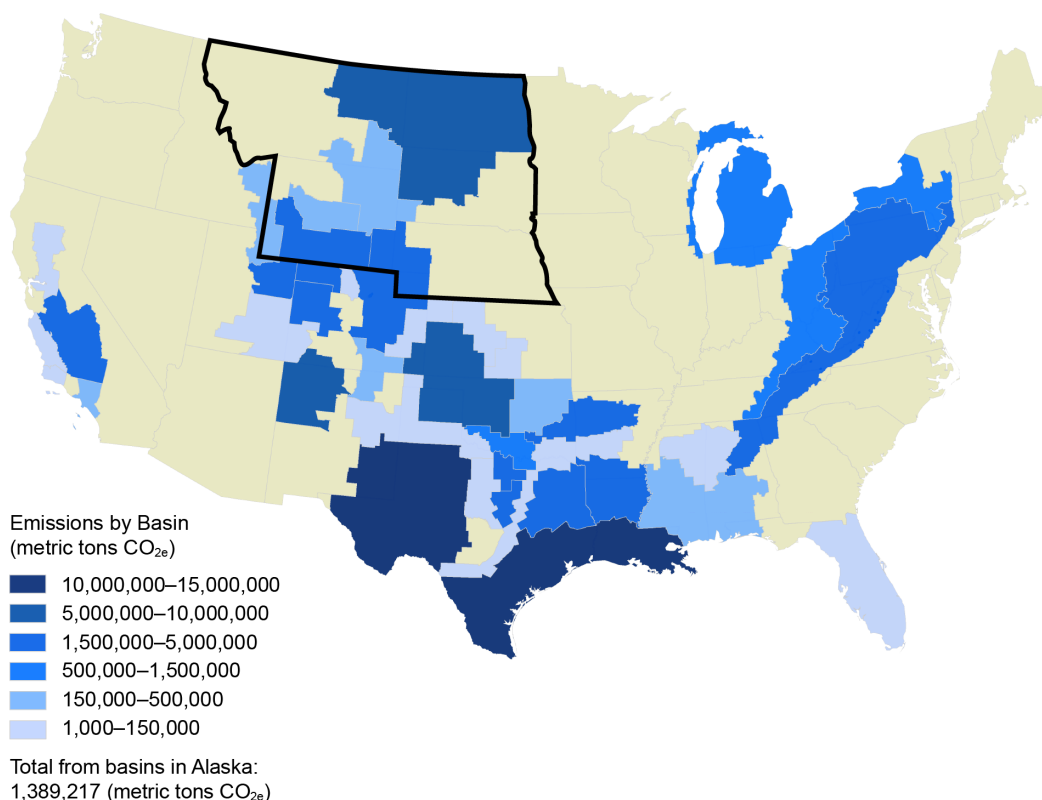 Emissions by Basin
(metric tons CO₂ₑ)
10,000,000–15,000,000
5,000,000–10,000,000
1,500,000–5,000,000
500,000–1,500,000
150,000–500,000
1,000–150,000
Total from basins in Alaska:
1,389,217 (metric tons CO₂ₑ)